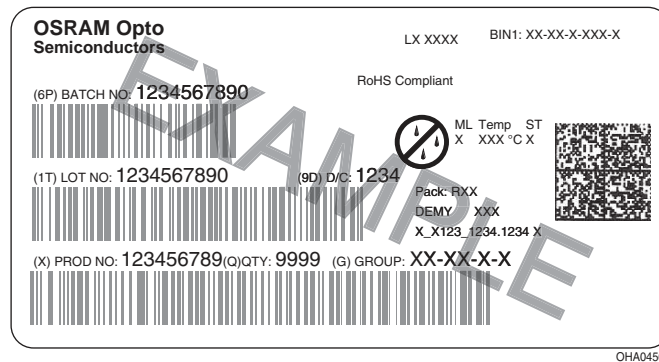 OSRAM Opto
Semiconductors
LX XXXX
BIN1: XX-XX-X-XXX-X
RoHS Compliant
(6P) BATCH NO: 1234567890
ML Temp ST
X XXX °C X
(1T) LOT NO: 1234567890 (9D) D/C: 1234
Pack: RXX
DEMY XXX
X_X123_1234.1234 X
(X) PROD NO: 123456789(Q)QTY: 9999 (G) GROUP: XX-XX-X-X
EXAMPLE